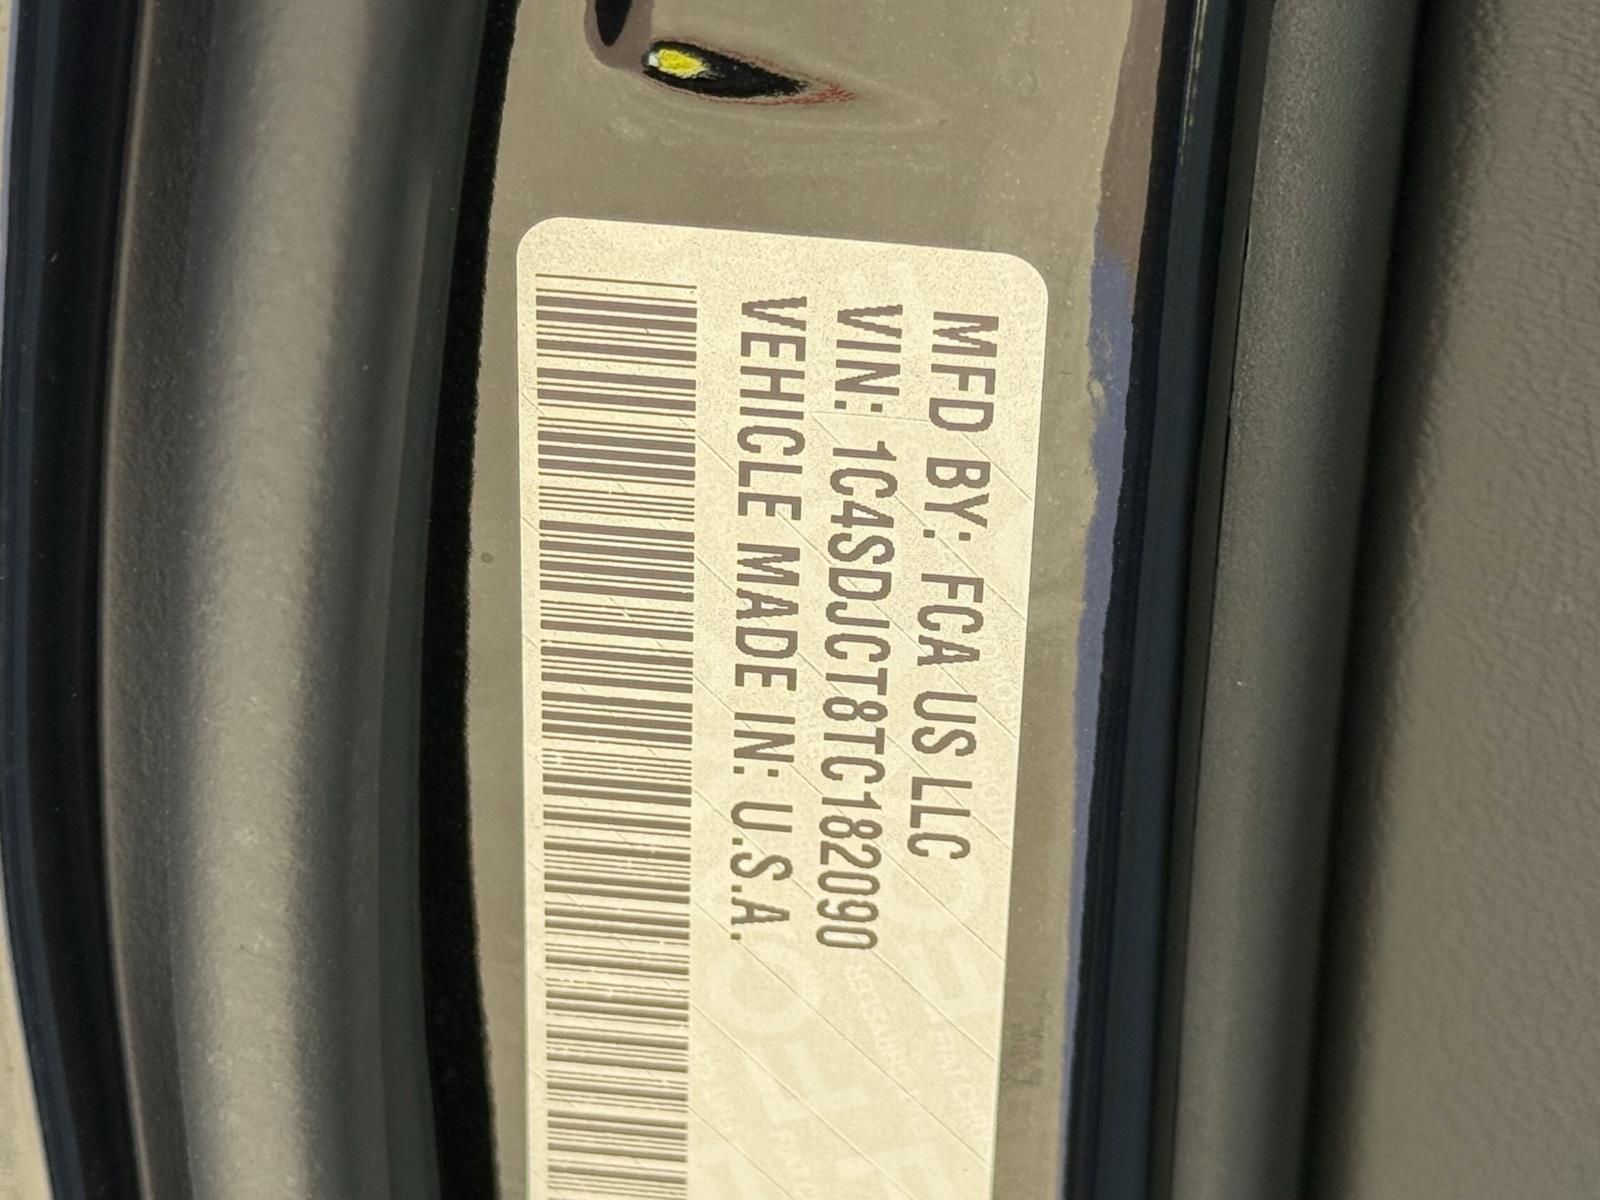 MFD BY: FCA US LLC
VIN: 1C4SDJCT8TC182090
VEHICLE MADE IN: U.S.A.